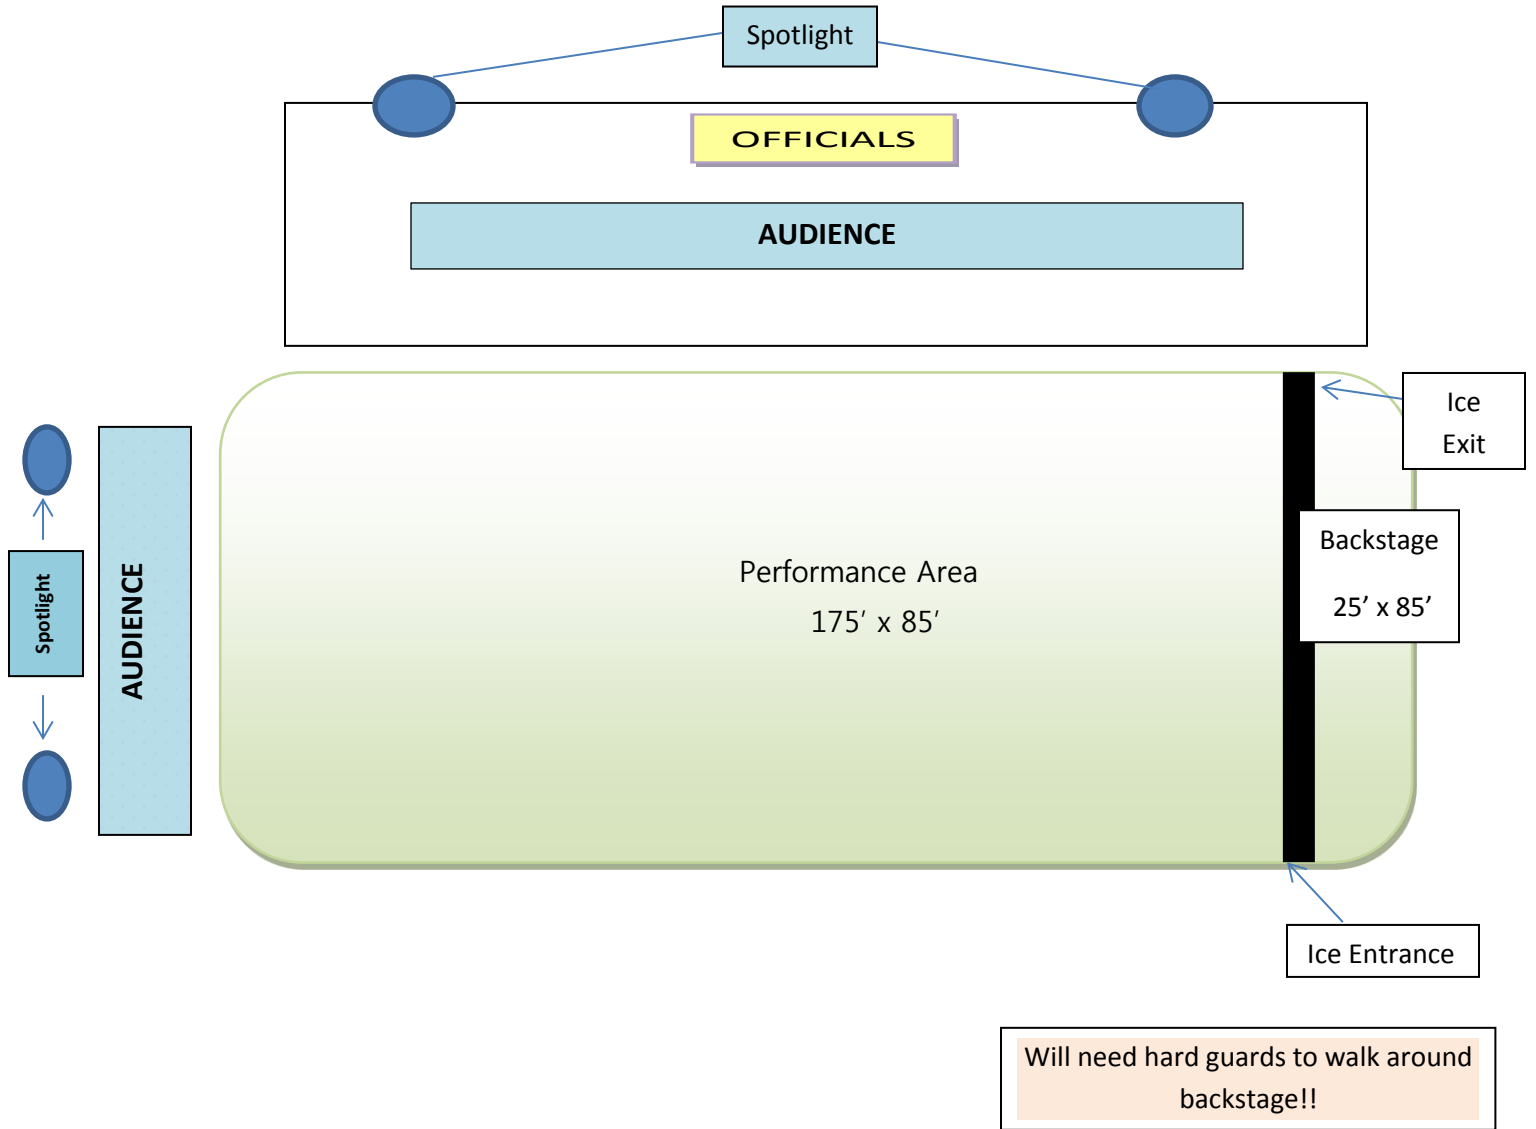 Spotlight
OFFICIALS
AUDIENCE
Ice
Exit
Spotlight
AUDIENCE
Performance Area
175′ x 85′
Backstage
25’ x 85’
Ice Entrance
Will need hard guards to walk around
backstage!!